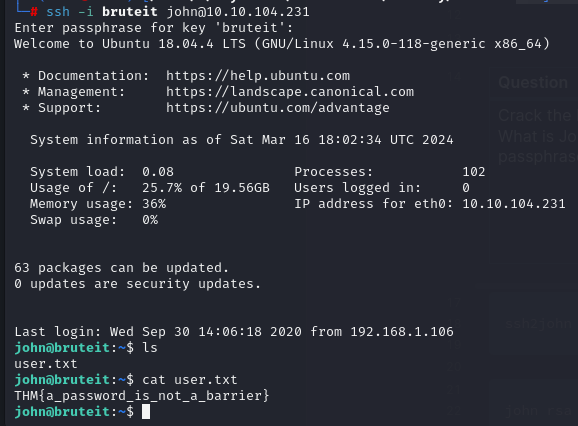 └─# ssh -i bruteit john@10.10.104.231
Enter passphrase for key 'bruteit':
Welcome to Ubuntu 18.04.4 LTS (GNU/Linux 4.15.0-118-generic x86_64)
* Documentation:  https://help.ubuntu.com
* Management:     https://landscape.canonical.com
* Support:        https://ubuntu.com/advantage
Question
Crack the
System information as of Sat Mar 16 18:02:34 UTC 2024
What is Jo
passphras
System load:  0.08              Processes:           102
Usage of /:   25.7% of 19.56GB   Users logged in:     0
Memory usage: 36%               IP address for eth0: 10.10.104.231
Swap usage:   0%
63 packages can be updated.
0 updates are security updates.
Last login: Wed Sep 30 14:06:18 2020 from 192.168.1.106
john@bruteit:~$ ls
user.txt
john@bruteit:~$ cat user.txt
THM{a_password_is_not_a_barrier}
john@bruteit:~$